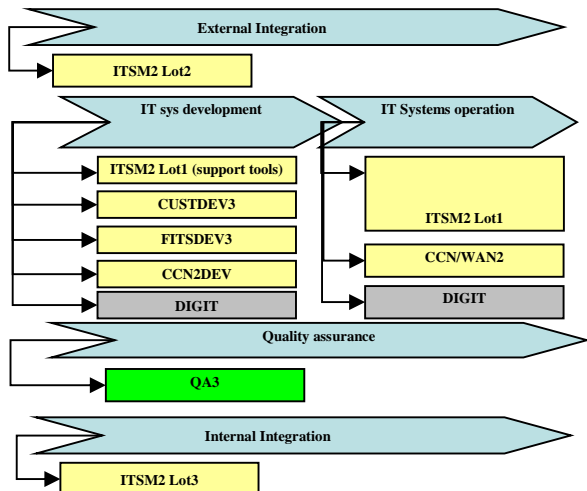 External Integration
ITSM2 Lot2
IT sys development
ITSM2 Lot1 (support tools)
CUSTDEV3
FITSDEV3
CCN2DEV
DIGIT
IT Systems operation
ITSM2 Lot1
CCN/WAN2
DIGIT
Quality assurance
QA3
Internal Integration
ITSM2 Lot3